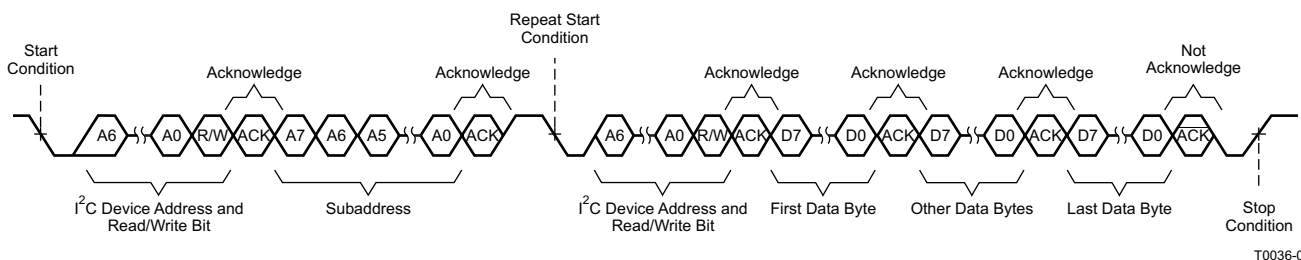 Repeat Start
Condition
Start
Condition
Not
Acknowledge
Acknowledge
Acknowledge
Acknowledge
Acknowledge
Acknowledge
A6 A0 R/W ACK A7 A6 A5 A0 ACK A6 A0 R/W ACK D7 D0 ACK D7 D0 ACK D7 D0 ACK
I²C Device Address and
Read/Write Bit
Subaddress
I²C Device Address and
Read/Write Bit
First Data Byte
Other Data Bytes
Last Data Byte
Stop
Condition